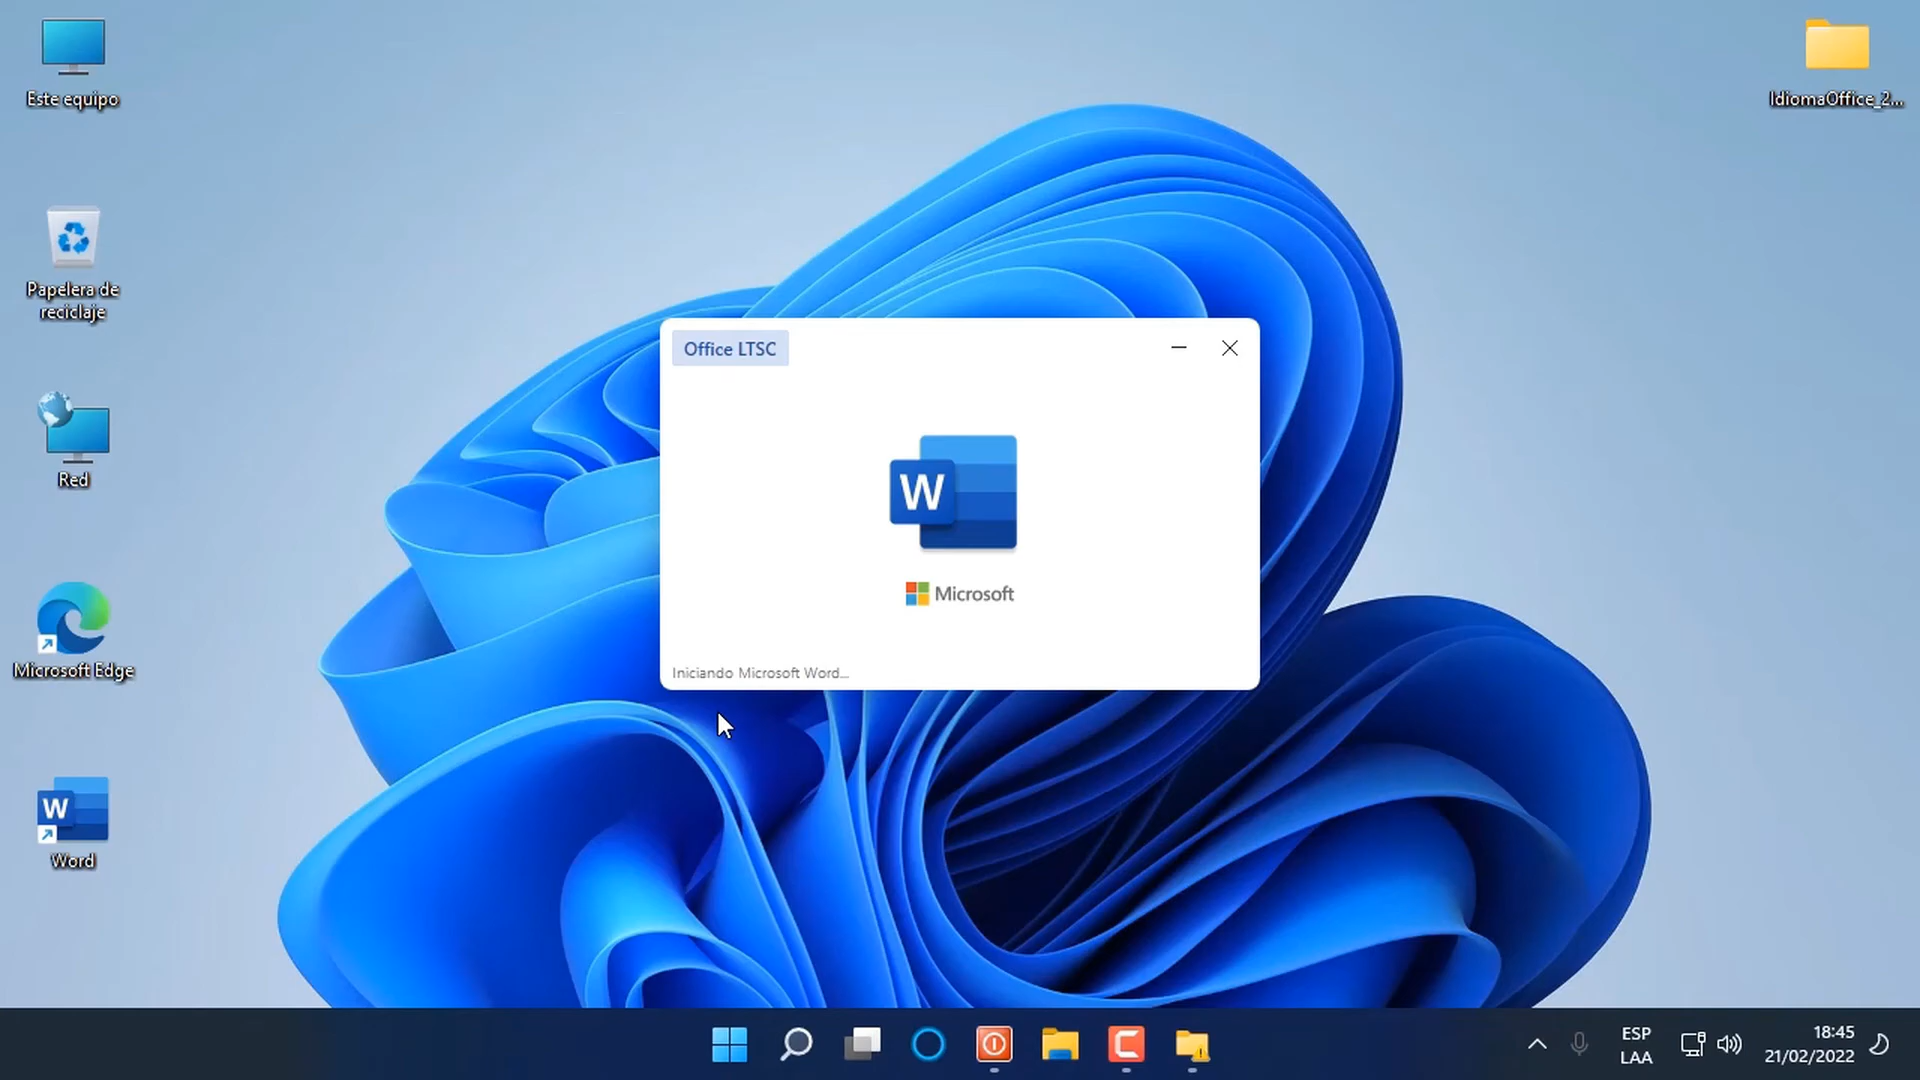 Este equipo
IdiomaOffice_2...
Papelera de
reciclaje
Office LTSC
Red
W
Microsoft
Iniciando Microsoft Word...
Microsoft Edge
W
Word
ESP
LAA
18:45
21/02/2022